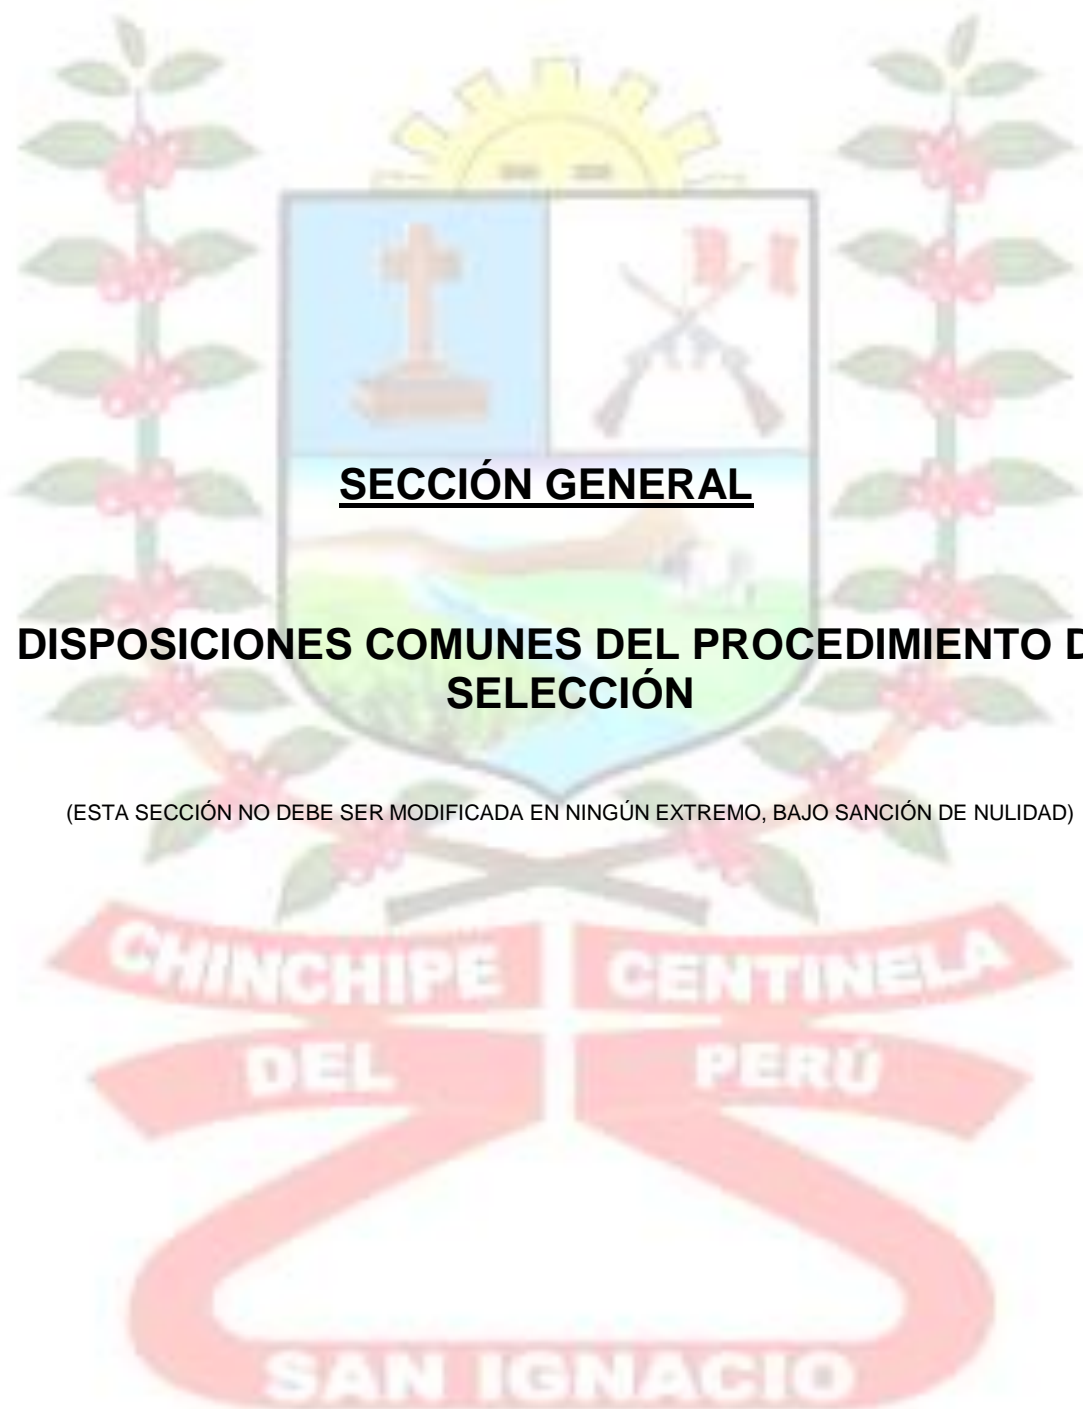 SECCIÓN GENERAL
DISPOSICIONES COMUNES DEL PROCEDIMIENTO D
SELECCIÓN
(ESTA SECCIÓN NO DEBE SER MODIFICADA EN NINGÚN EXTREMO, BAJO SANCIÓN DE NULIDAD)
CHINCHIPE CENTINELA
DEL PERÚ
SAN IGNACIO